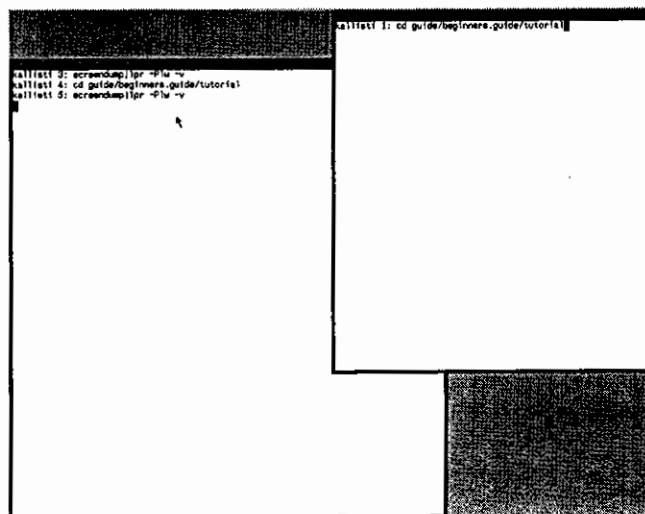 kallisti 1: cd guide/beginners.guide/tutorial
kallisti 3: screendump|lpr -Plw -v
kallisti 4: cd guide/beginners.guide/tutorial
kallisti 5: screendump|lpr -Plw -v